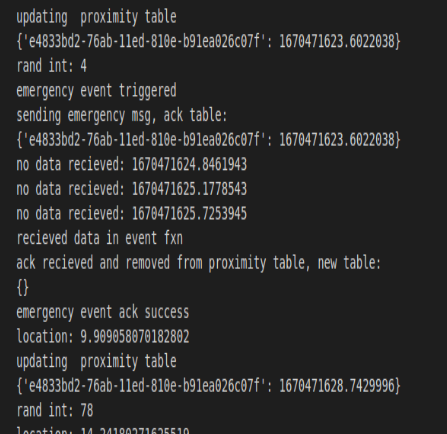 updating  proximity table
{'e4833bd2-76ab-11ed-810e-b91ea026c07f': 1670471623.6022038}
rand int: 4
emergency event triggered
sending emergency msg, ack table:
{'e4833bd2-76ab-11ed-810e-b91ea026c07f': 1670471623.6022038}
no data recieved: 1670471624.8461943
no data recieved: 1670471625.1778543
no data recieved: 1670471625.7253945
recieved data in event fxn
ack recieved and removed from proximity table, new table:
{}
emergency event ack success
location: 9.909058070182802
updating  proximity table
{'e4833bd2-76ab-11ed-810e-b91ea026c07f': 1670471628.7429996}
rand int: 78
location: 14.24180271625519